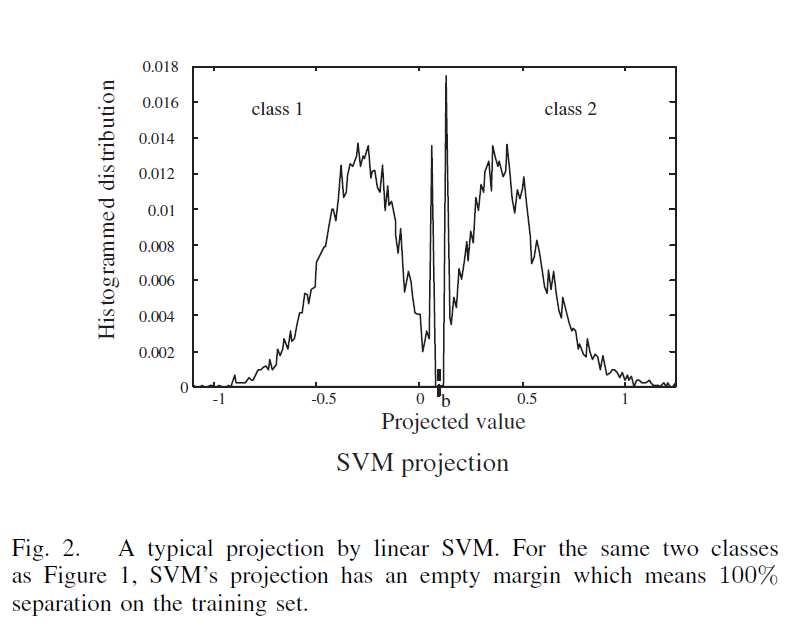 0.018
0.016
0.014
0.012
0.01
0.008
0.006
0.004
0.002
0
Histogrammed distribution
class 1
class 2
-1
-0.5
0
b
0.5
1
Projected value
SVM projection
Fig. 2. A typical projection by linear SVM. For the same two classes
as Figure 1, SVM's projection has an empty margin which means 100%
separation on the training set.